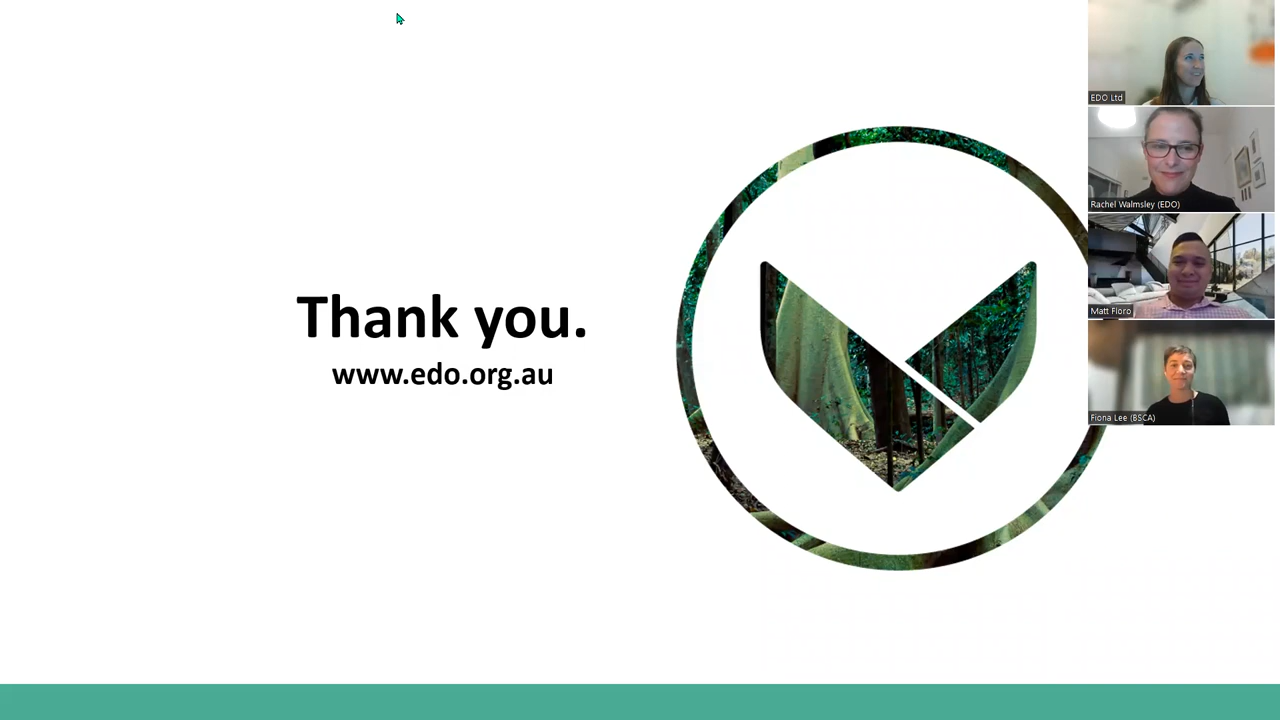 Thank you.
www.edo.org.au
EDO Ltd
Rachel Walmsley (EDO)
Matt Floro
Fiona Lee (BSCA)